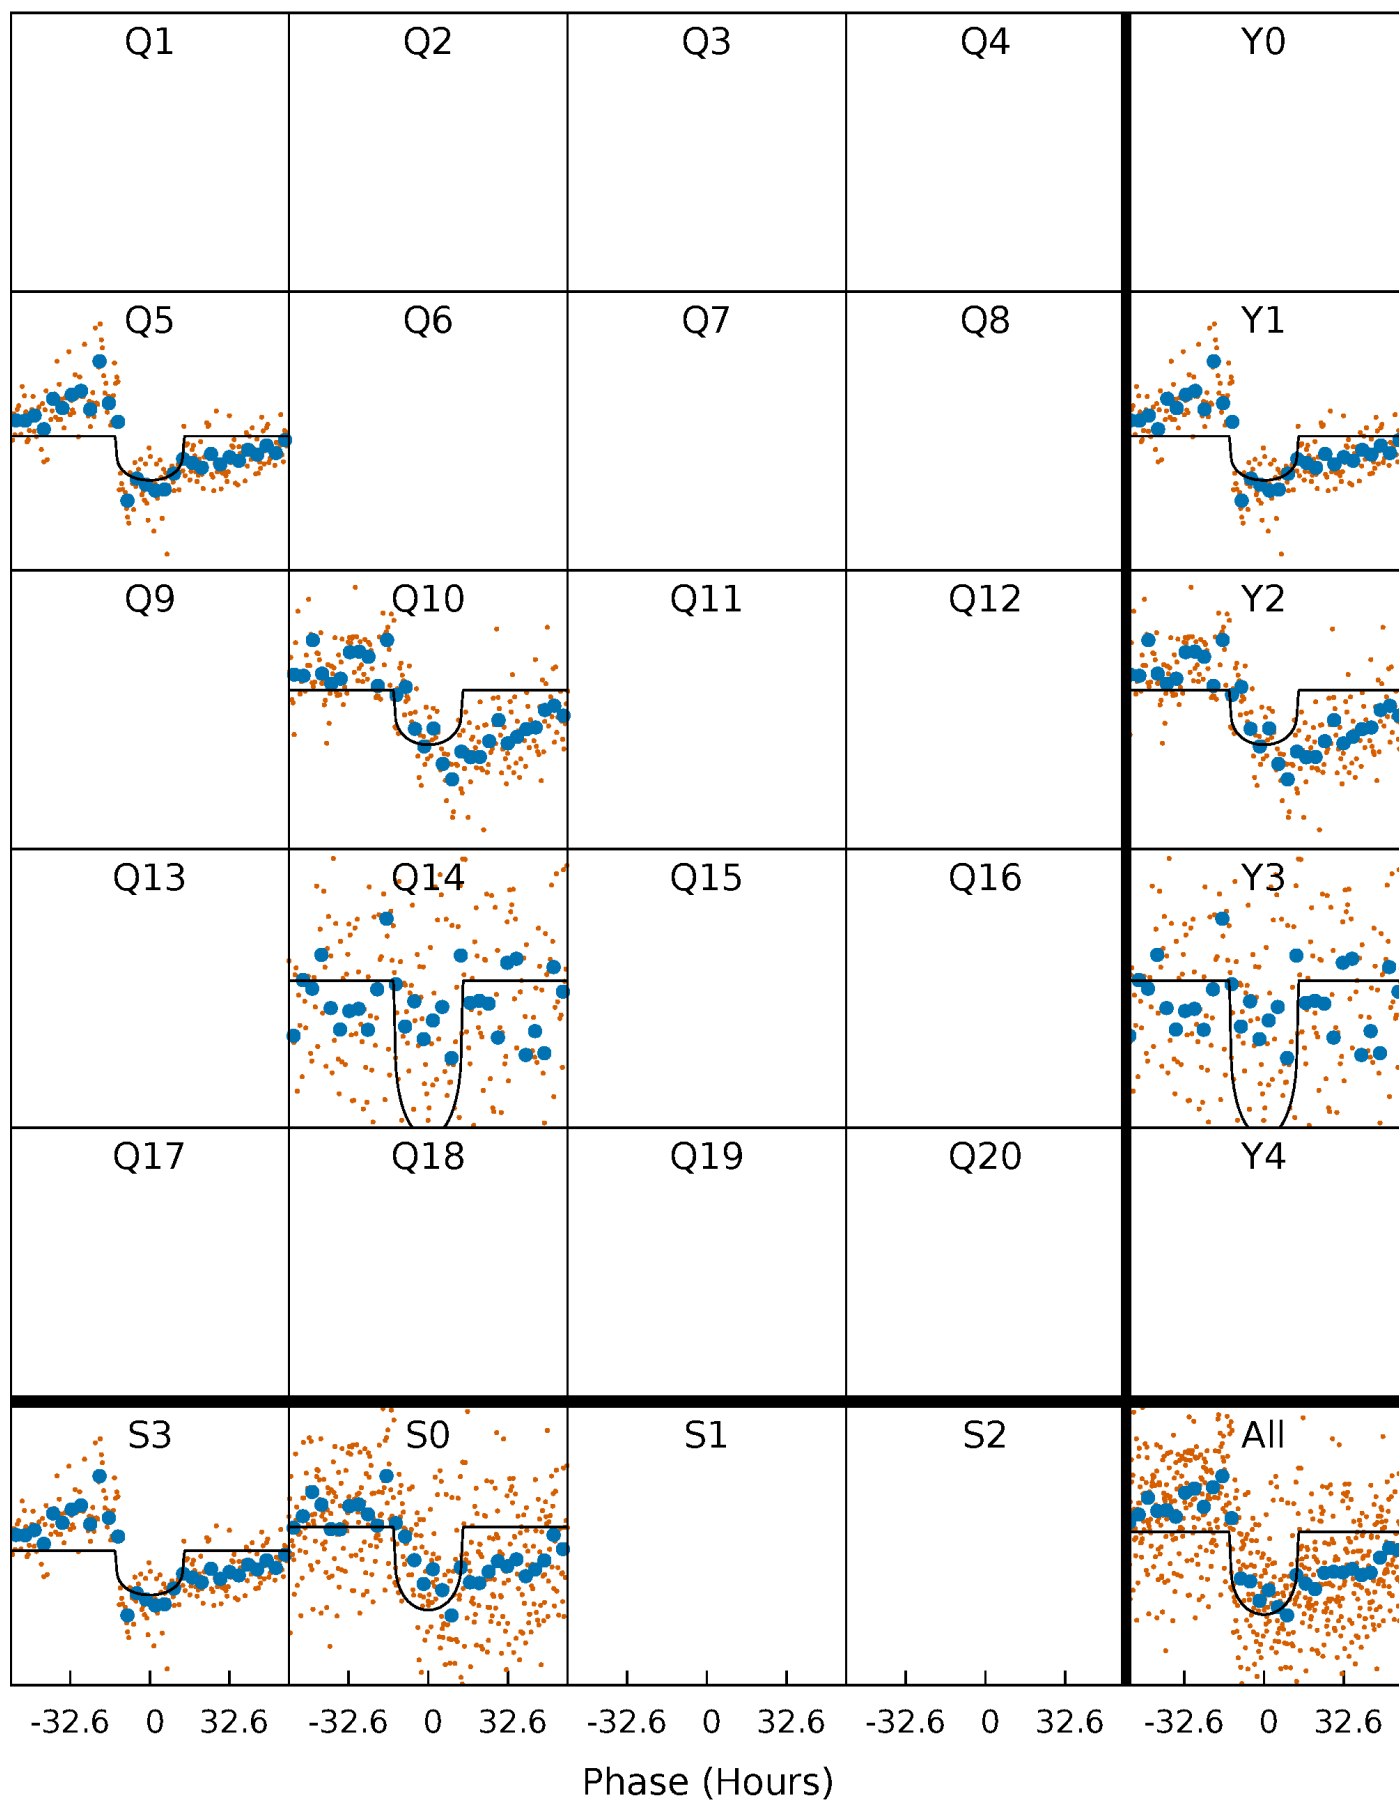 Q1 Q2 Q3 Q4 Y0
Q5 Q6 Q7 Q8 Y1
Q9 Q10 Q11 Q12 Y2
Q13 Q14 Q15 Q16 Y3
Q17 Q18 Q19 Q20 Y4
S3 S0 S1 S2 All
-32.6 0 32.6 -32.6 0 32.6 -32.6 0 32.6 -32.6 0 32.6 -32.6 0 32.6
Phase (Hours)